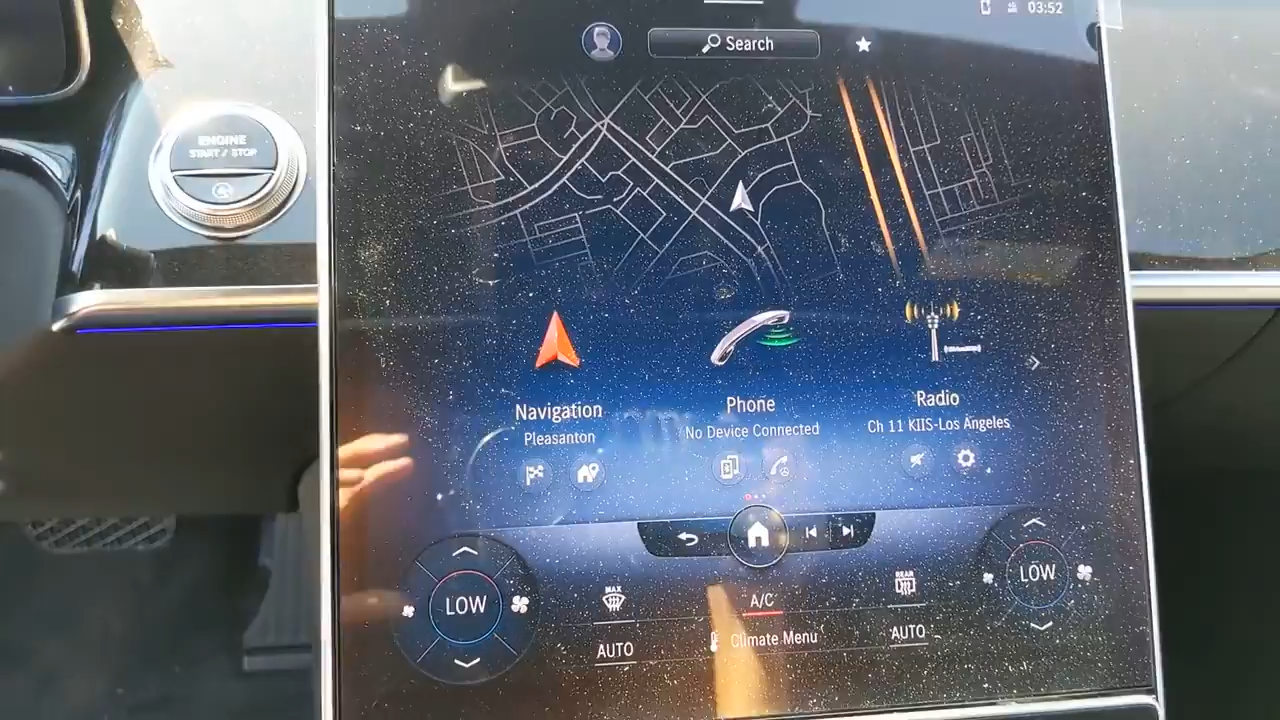 03:52
Search
ENGINE
START / STOP
Navigation
Pleasanton
Phone
No Device Connected
Radio
Ch 11 KIIS-Los Angeles
LOW
MAX
AUTO
A/C
Climate Menu
REAR
AUTO
LOW